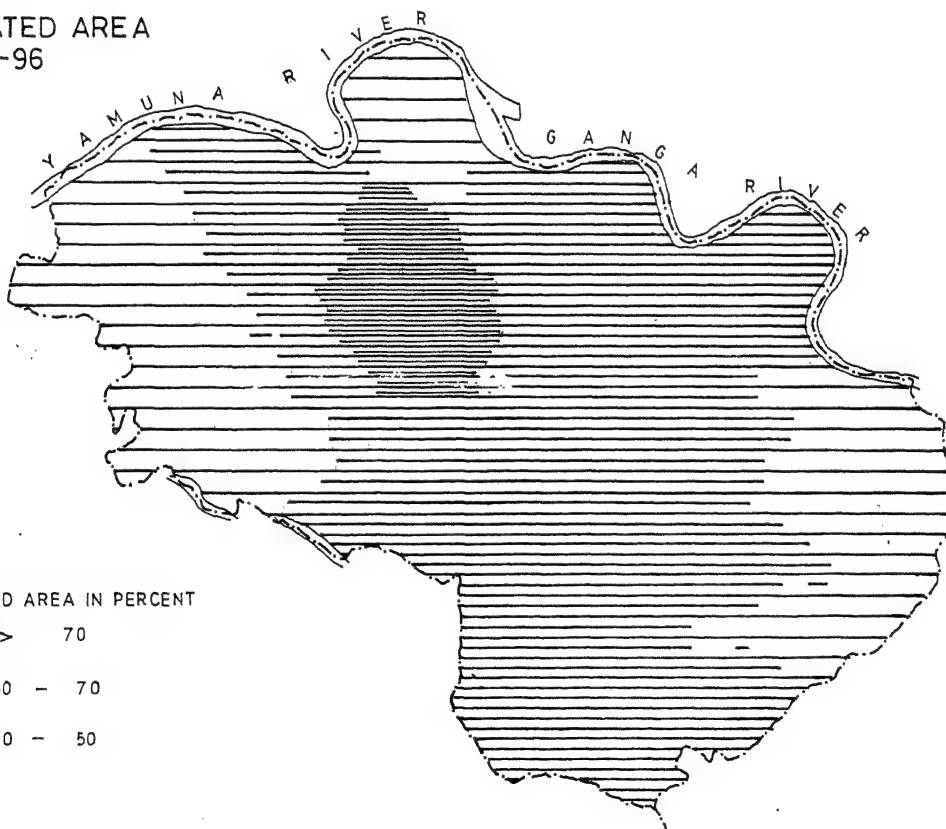 ATED AREA
-96
YAMUNA RIVER
GANGA RIVER
D AREA IN PERCENT
> 70
0 - 70
0 - 50